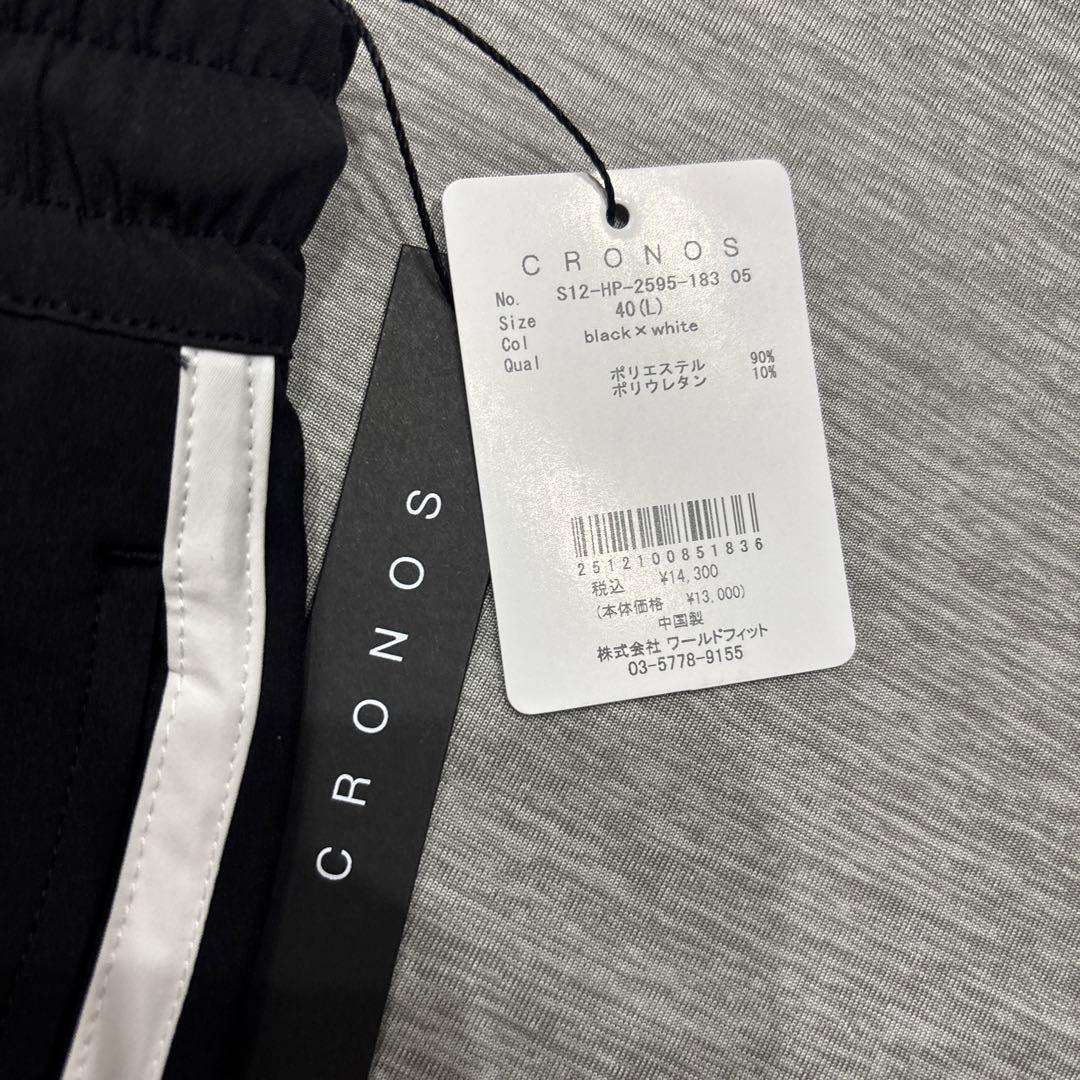 CRONOS
No. S12-HP-2595-183 05
Size 40(L)
Col black×white
Qual ポリエステル 90%
ポリウレタン 10%
2512100851836
税込 ¥14,300
(本体価格 ¥13,000)
中国製
株式会社 ワールドフィット
03-5778-9155
CRONOS